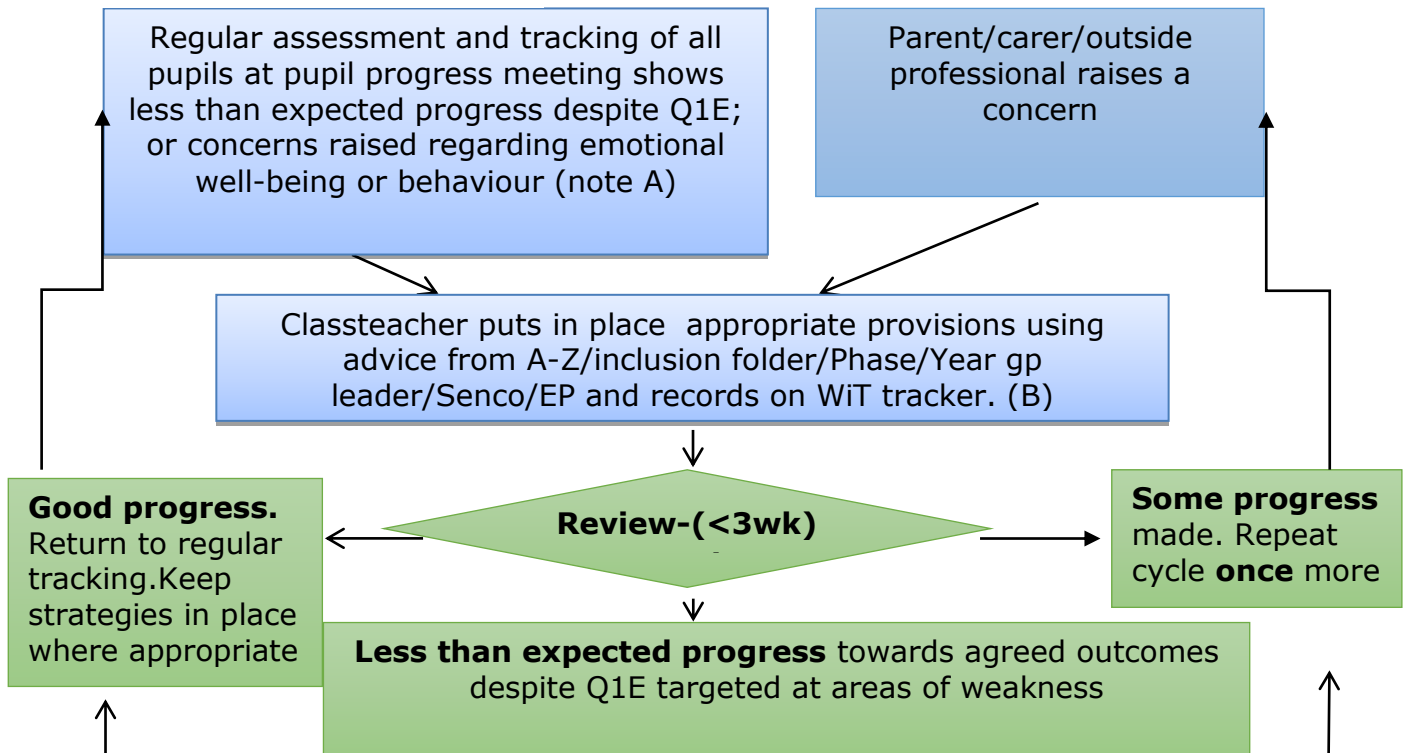 Regular assessment and tracking of all
pupils at pupil progress meeting shows
less than expected progress despite Q1E;
or concerns raised regarding emotional
well-being or behaviour (note A)
Parent/carer/outside
professional raises a
concern
Classteacher puts in place  appropriate provisions using
advice from A-Z/inclusion folder/Phase/Year gp
leader/Senco/EP and records on WiT tracker. (B)
Review-(<3wk)
Good progress.
Return to regular
tracking.Keep
strategies in place
where appropriate
Some progress
made. Repeat
cycle once more
Less than expected progress towards agreed outcomes
despite Q1E targeted at areas of weakness